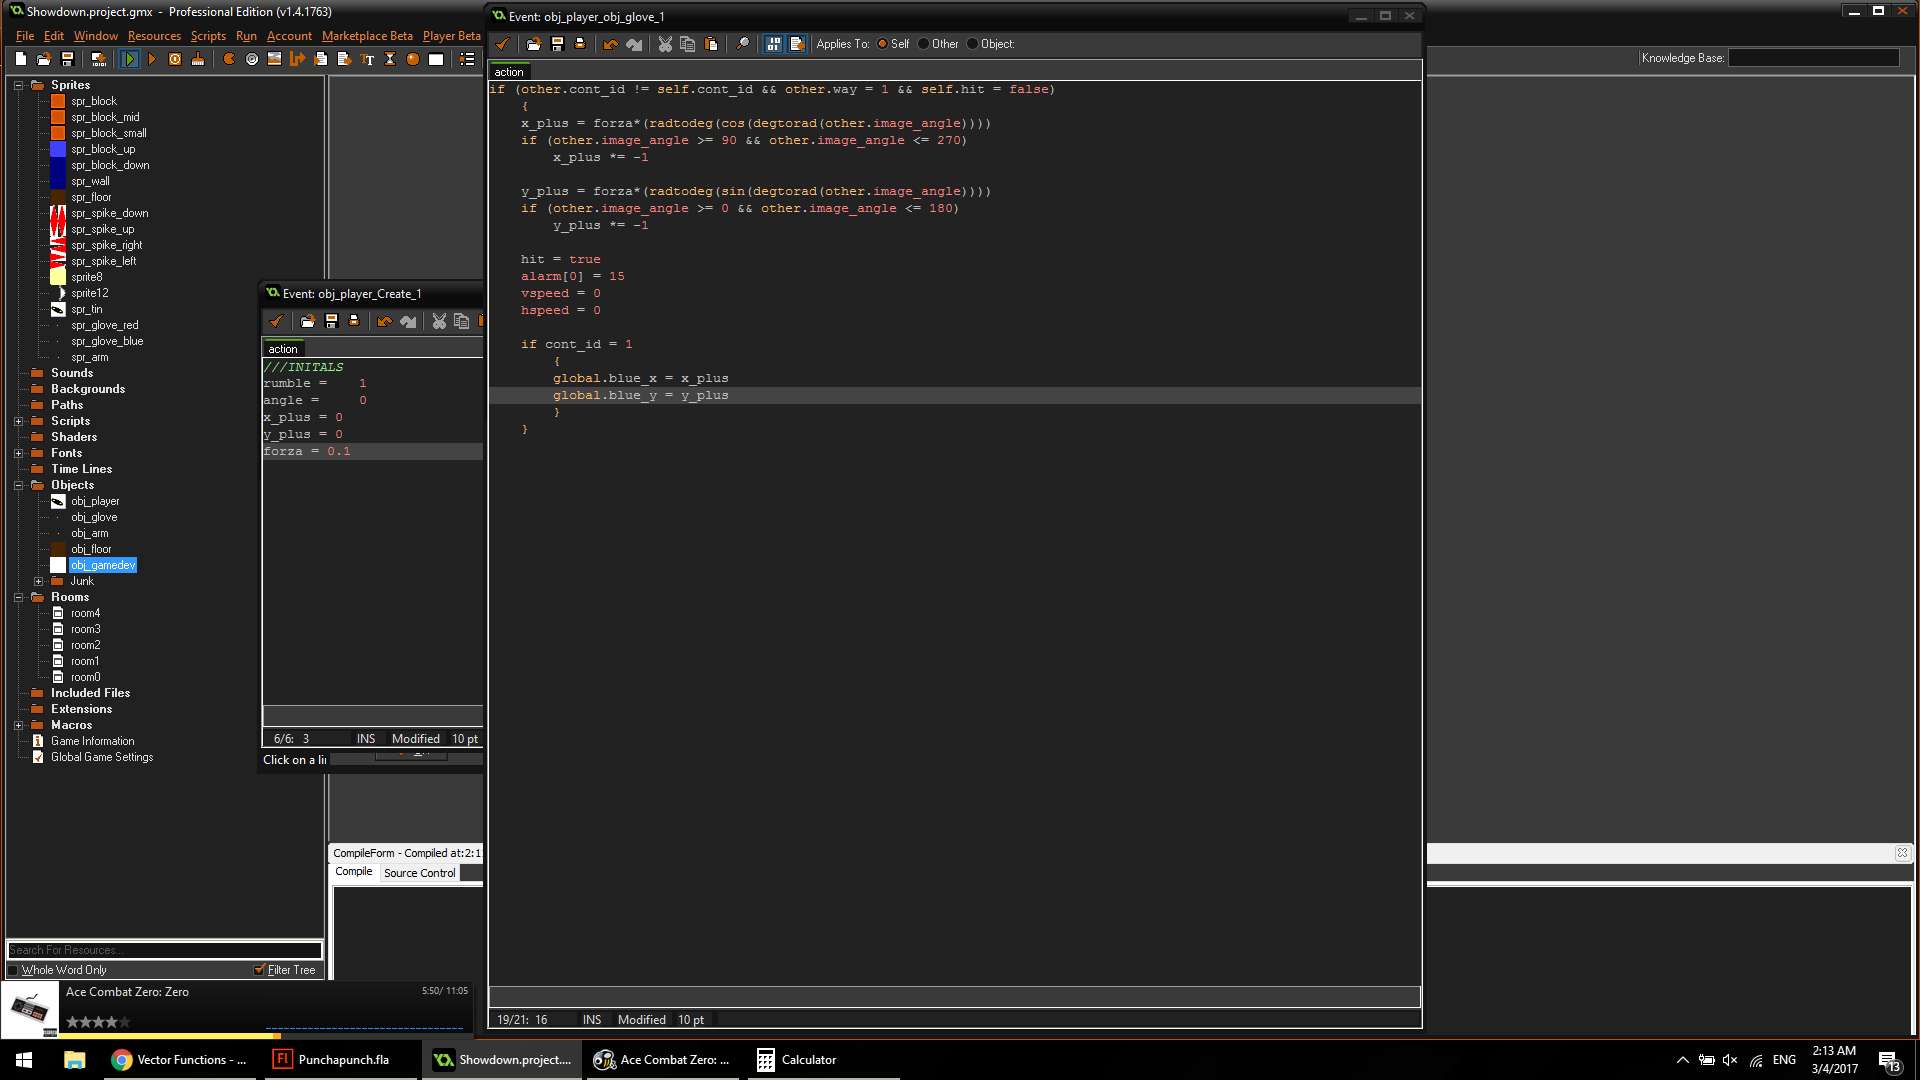 Showdown.project.gmx - Professional Edition (v1.4.1763)
File Edit Window Resources Scripts Run Account Marketplace Beta Player Beta
Knowledge Base:
Sprites
spr_block
spr_block_mid
spr_block_small
spr_block_up
spr_block_down
spr_wall
spr_floor
spr_spike_down
spr_spike_up
spr_spike_right
spr_spike_left
sprite8
sprite12
spr_tin
spr_glove_red
spr_glove_blue
spr_arm
Sounds
Backgrounds
Paths
Scripts
Shaders
Fonts
Time Lines
Objects
obj_player
obj_glove
obj_arm
obj_floor
obj_gamedev
Junk
Rooms
room4
room3
room2
room1
room0
Included Files
Extensions
Macros
Game Information
Global Game Settings
Search For Resources...
Whole Word Only Filter Tree
Event: obj_player_Create_1
action
///INITALS
rumble = 1
angle = 0
x_plus = 0
y_plus = 0
forza = 0.1
6/6: 3 INS Modified 10 pt
Click on a li
CompileForm - Compiled at:2:1
Compile Source Control
Event: obj_player_obj_glove_1
Applies To: Self Other Object:
action
if (other.cont_id != self.cont_id && other.way = 1 && self.hit = false)
{
x_plus = forza*(radtodeg(cos(degtorad(other.image_angle))))
if (other.image_angle >= 90 && other.image_angle <= 270)
x_plus *= -1
y_plus = forza*(radtodeg(sin(degtorad(other.image_angle))))
if (other.image_angle >= 0 && other.image_angle <= 180)
y_plus *= -1
hit = true
alarm[0] = 15
vspeed = 0
hspeed = 0
if cont_id = 1
{
global.blue_x = x_plus
global.blue_y = y_plus
}
}
19/21: 16 INS Modified 10 pt
Ace Combat Zero: Zero 5:50/ 11:05
Vector Functions - ...
Punchapunch.fla
Showdown.project....
Ace Combat Zero: ...
Calculator
ENG
2:13 AM
3/4/2017
13